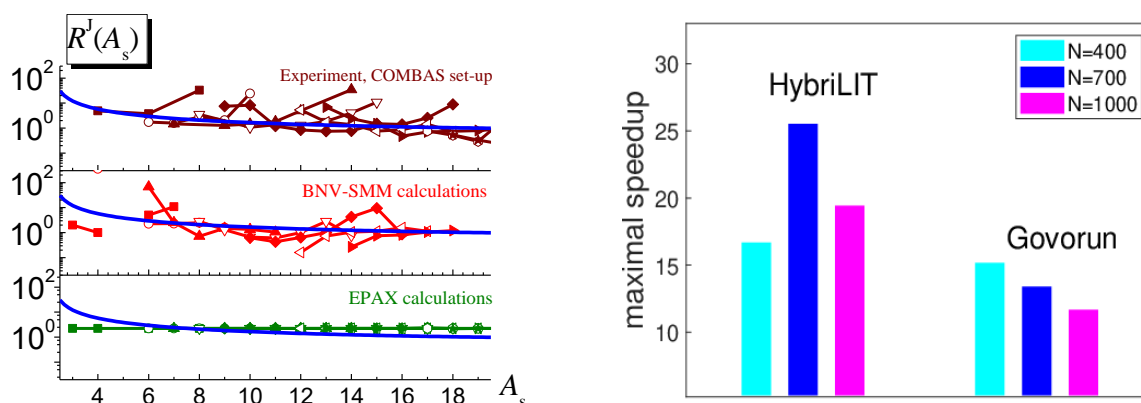 R^J(A_s)
10^2
Experiment, COMBAS set-up
10^0
10^2
BNV-SMM calculations
10^0
10^2
EPAX calculations
10^0
4 6 8 10 12 14 16 18 A_s
maximal speedup
30
25
20
15
10
HybriLIT
Govorun
N=400
N=700
N=1000